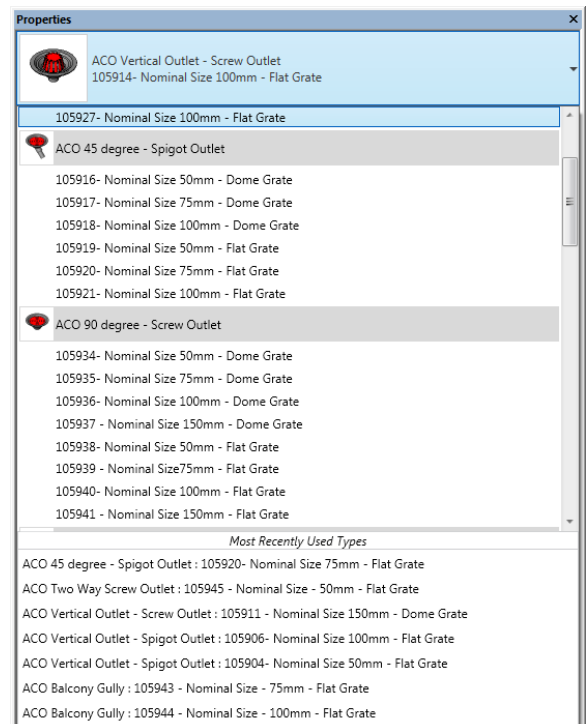 Properties
ACO Vertical Outlet - Screw Outlet
105914- Nominal Size 100mm - Flat Grate
105927- Nominal Size 100mm - Flat Grate
ACO 45 degree - Spigot Outlet
105916- Nominal Size 50mm - Dome Grate
105917- Nominal Size 75mm - Dome Grate
105918- Nominal Size 100mm - Dome Grate
105919- Nominal Size 50mm - Flat Grate
105920- Nominal Size 75mm - Flat Grate
105921- Nominal Size 100mm - Flat Grate
ACO 90 degree - Screw Outlet
105934- Nominal Size 50mm - Dome Grate
105935- Nominal Size 75mm - Dome Grate
105936- Nominal Size 100mm - Dome Grate
105937 - Nominal Size 150mm - Dome Grate
105938- Nominal Size 50mm - Flat Grate
105939 - Nominal Size75mm - Flat Grate
105940- Nominal Size 100mm - Flat Grate
105941 - Nominal Size 150mm - Flat Grate
Most Recently Used Types
ACO 45 degree - Spigot Outlet : 105920- Nominal Size 75mm - Flat Grate
ACO Two Way Screw Outlet : 105945 - Nominal Size - 50mm - Flat Grate
ACO Vertical Outlet - Screw Outlet : 105911 - Nominal Size 150mm - Dome Grate
ACO Vertical Outlet - Spigot Outlet : 105906- Nominal Size 100mm - Flat Grate
ACO Vertical Outlet - Spigot Outlet : 105904- Nominal Size 50mm - Flat Grate
ACO Balcony Gully : 105943 - Nominal Size - 75mm - Flat Grate
ACO Balcony Gully : 105944 - Nominal Size - 100mm - Flat Grate